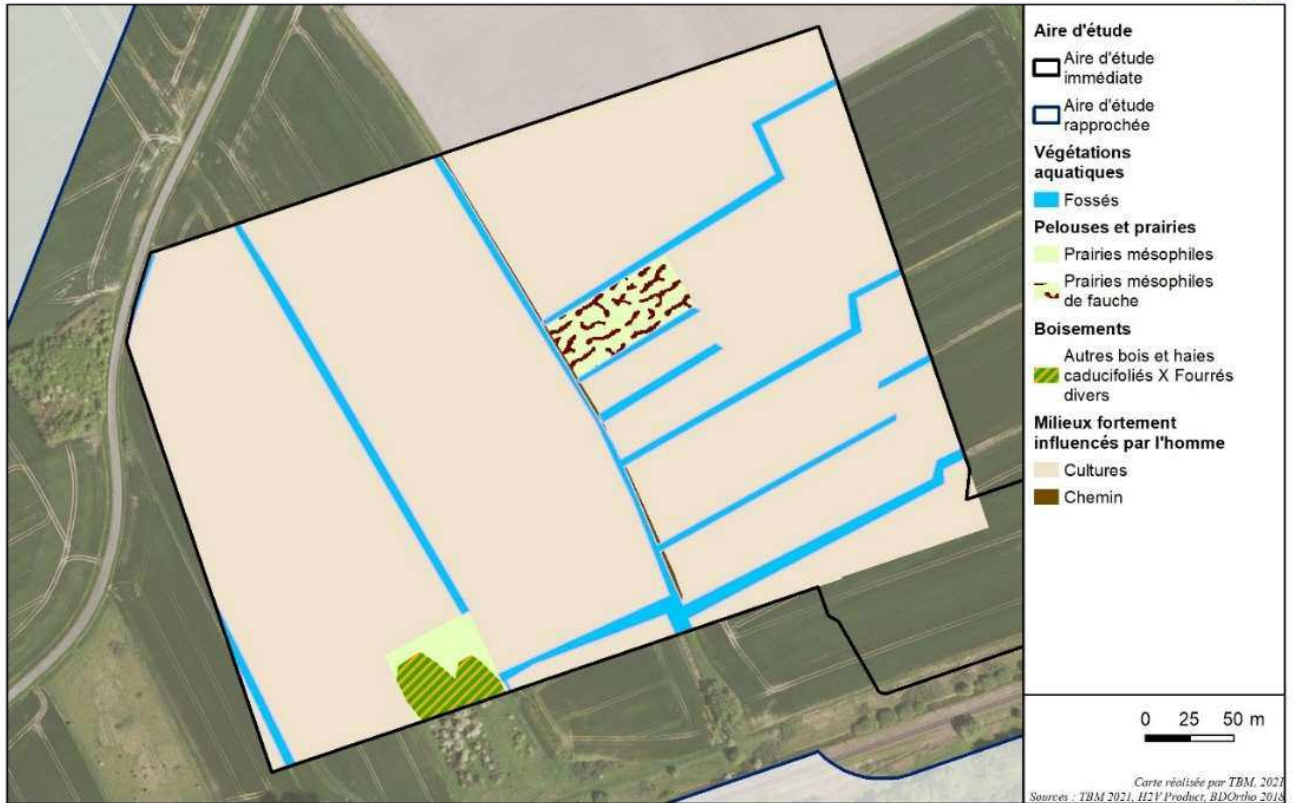 Aire d'étude
Aire d'étude
immédiate
Aire d'étude
rapprochée
Végétations
aquatiques
Fossés
Pelouses et prairies
Prairies mésophiles
Prairies mésophiles
de fauche
Boisements
Autres bois et haies
caducifoliés X Fourrés
divers
Milieux fortement
influencés par l'homme
Cultures
Chemin
0 25 50 m
Carte réalisée par TBM, 2021
Sources : TBM 2021, H2V Product, BDOrtho 2018